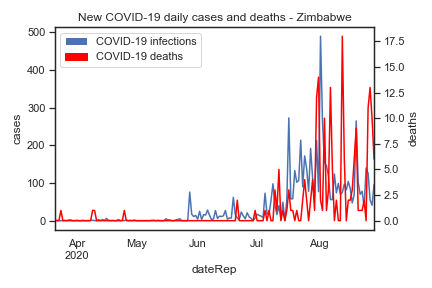 New COVID-19 daily cases and deaths - Zimbabwe
COVID-19 infections
COVID-19 deaths
500
400
300
200
100
0
cases
17.5
15.0
12.5
10.0
7.5
5.0
2.5
0.0
deaths
Apr May Jun Jul Aug
2020
dateRep